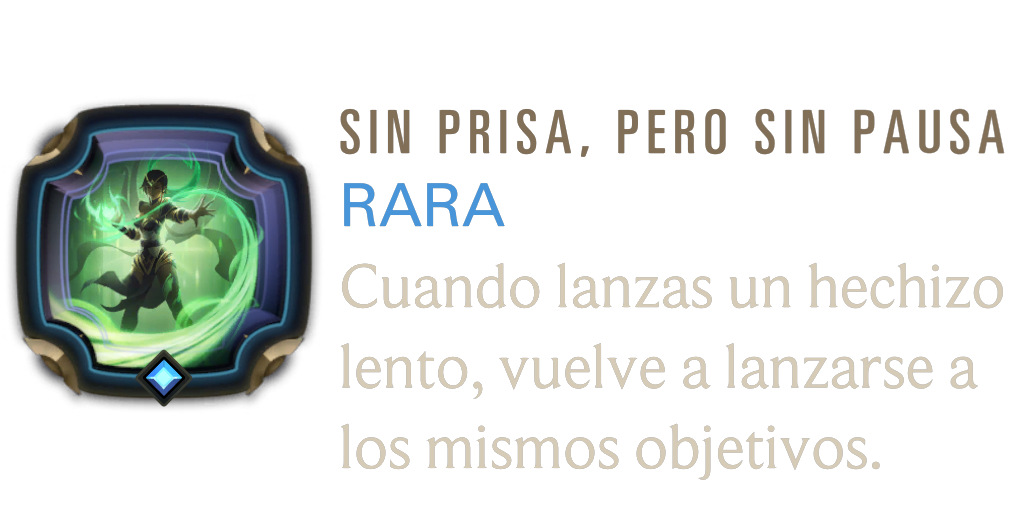 SIN PRISA, PERO SIN PAUSA
RARA
Cuando lanzas un hechizo
lento, vuelve a lanzarse a
los mismos objetivos.